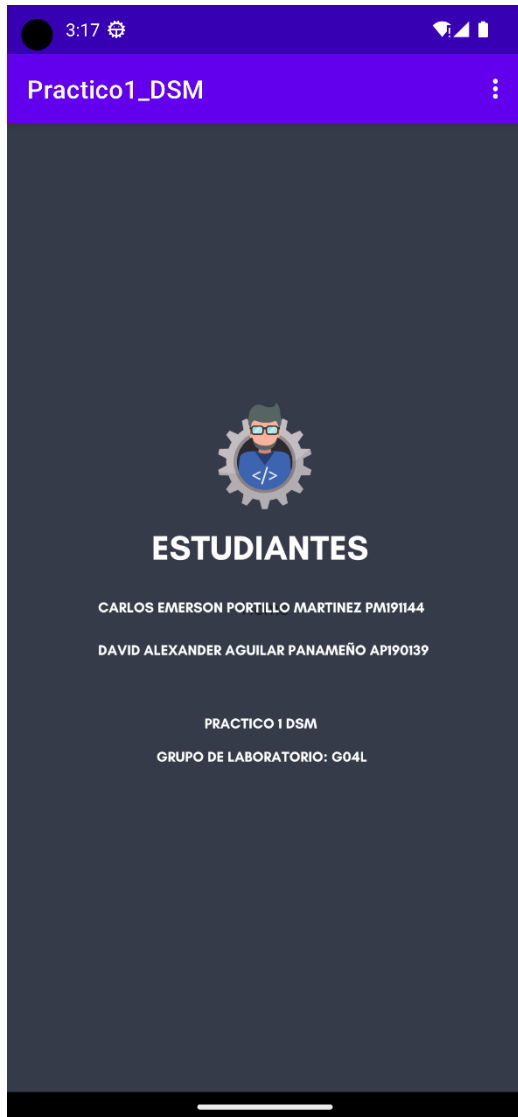 3:17
Practico1_DSM
</>
ESTUDIANTES
CARLOS EMERSON PORTILLO MARTINEZ PM191144
DAVID ALEXANDER AGUILAR PANAMEÑO AP190139
PRACTICO 1 DSM
GRUPO DE LABORATORIO: G04L